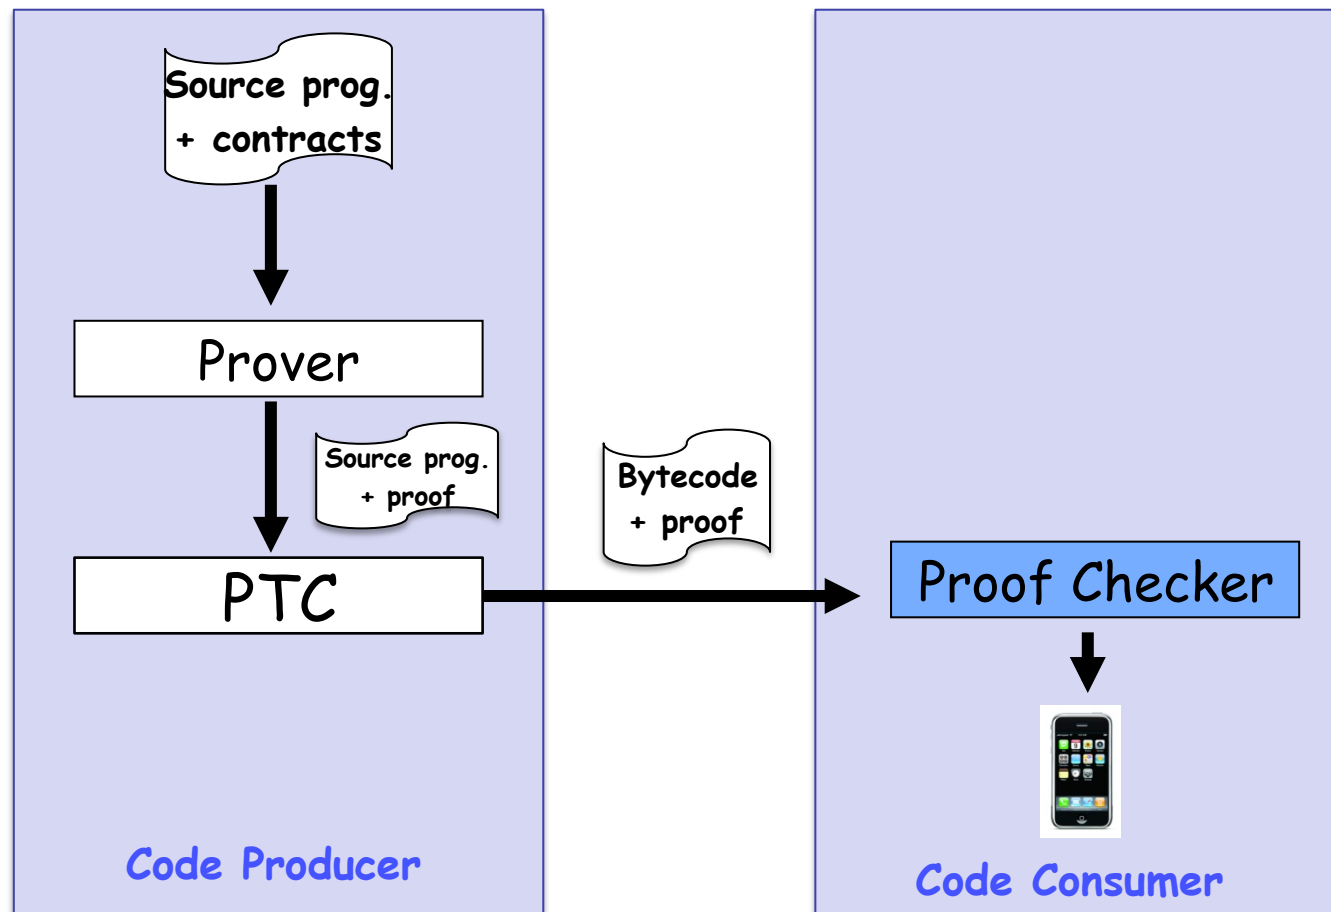 Source prog.
+ contracts
Prover
Source prog.
+ proof
PTC
Bytecode
+ proof
Proof Checker
Code Producer
Code Consumer